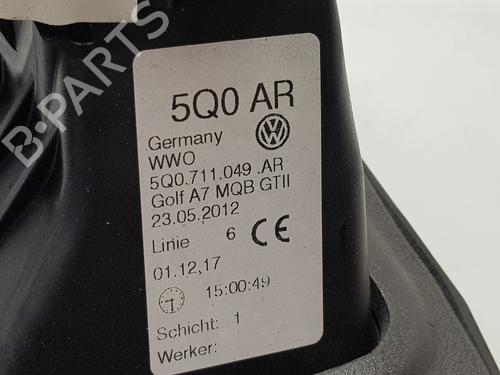 5Q0 AR
Germany
WWO
5Q0.711.049 .AR
Golf A7 MQB GTII
23.05.2012
Linie 6 CE
01.12.17
15:00:49
Schicht: 1
Werker:
B-PARTS